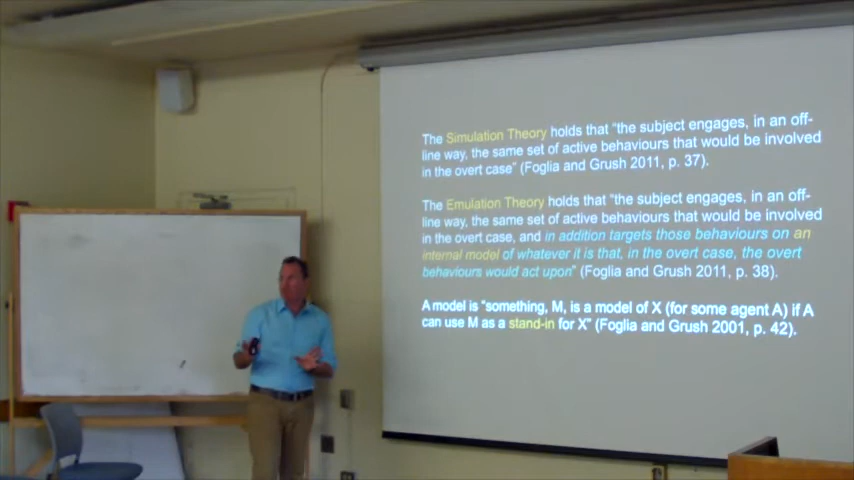 The Simulation Theory holds that "the subject engages, in an off-
line way, the same set of active behaviours that would be involved
in the overt case" (Foglia and Grush 2011, p. 37).
The Emulation Theory holds that "the subject engages, in an off-
line way, the same set of active behaviours that would be involved
in the overt case, and in addition targets those behaviours on an
internal model of whatever it is that, in the overt case, the overt
behaviours would act upon" (Foglia and Grush 2011, p. 38).
A model is "something, M, is a model of X (for some agent A) if A
can use M as a stand-in for X" (Foglia and Grush 2001, p. 42).